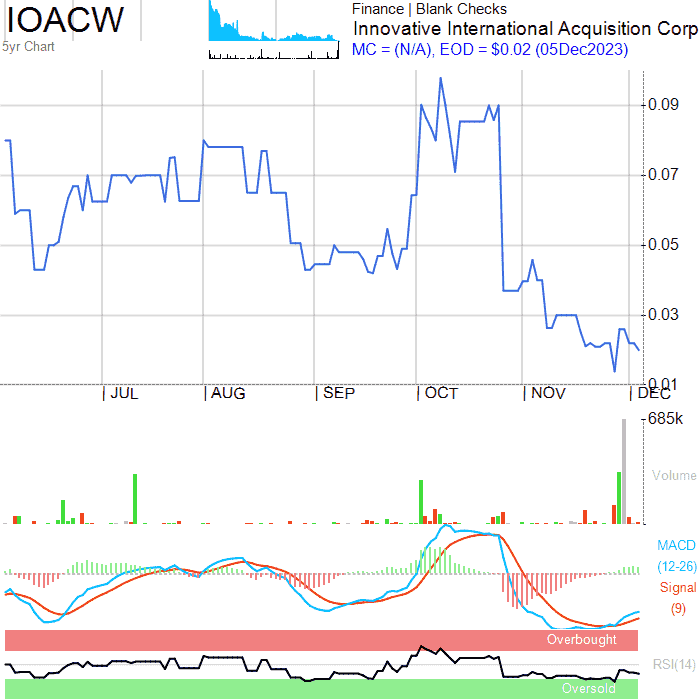 IOACW
5yr Chart
Finance | Blank Checks
Innovative International Acquisition Corp
MC = (N/A), EOD = $0.02 (05Dec2023)
0.09
0.07
0.05
0.03
0.01
JUL
AUG
SEP
OCT
NOV
DEC
685k
Volume
MACD
(12-26)
Signal
(9)
Overbought
RSI(14)
Oversold